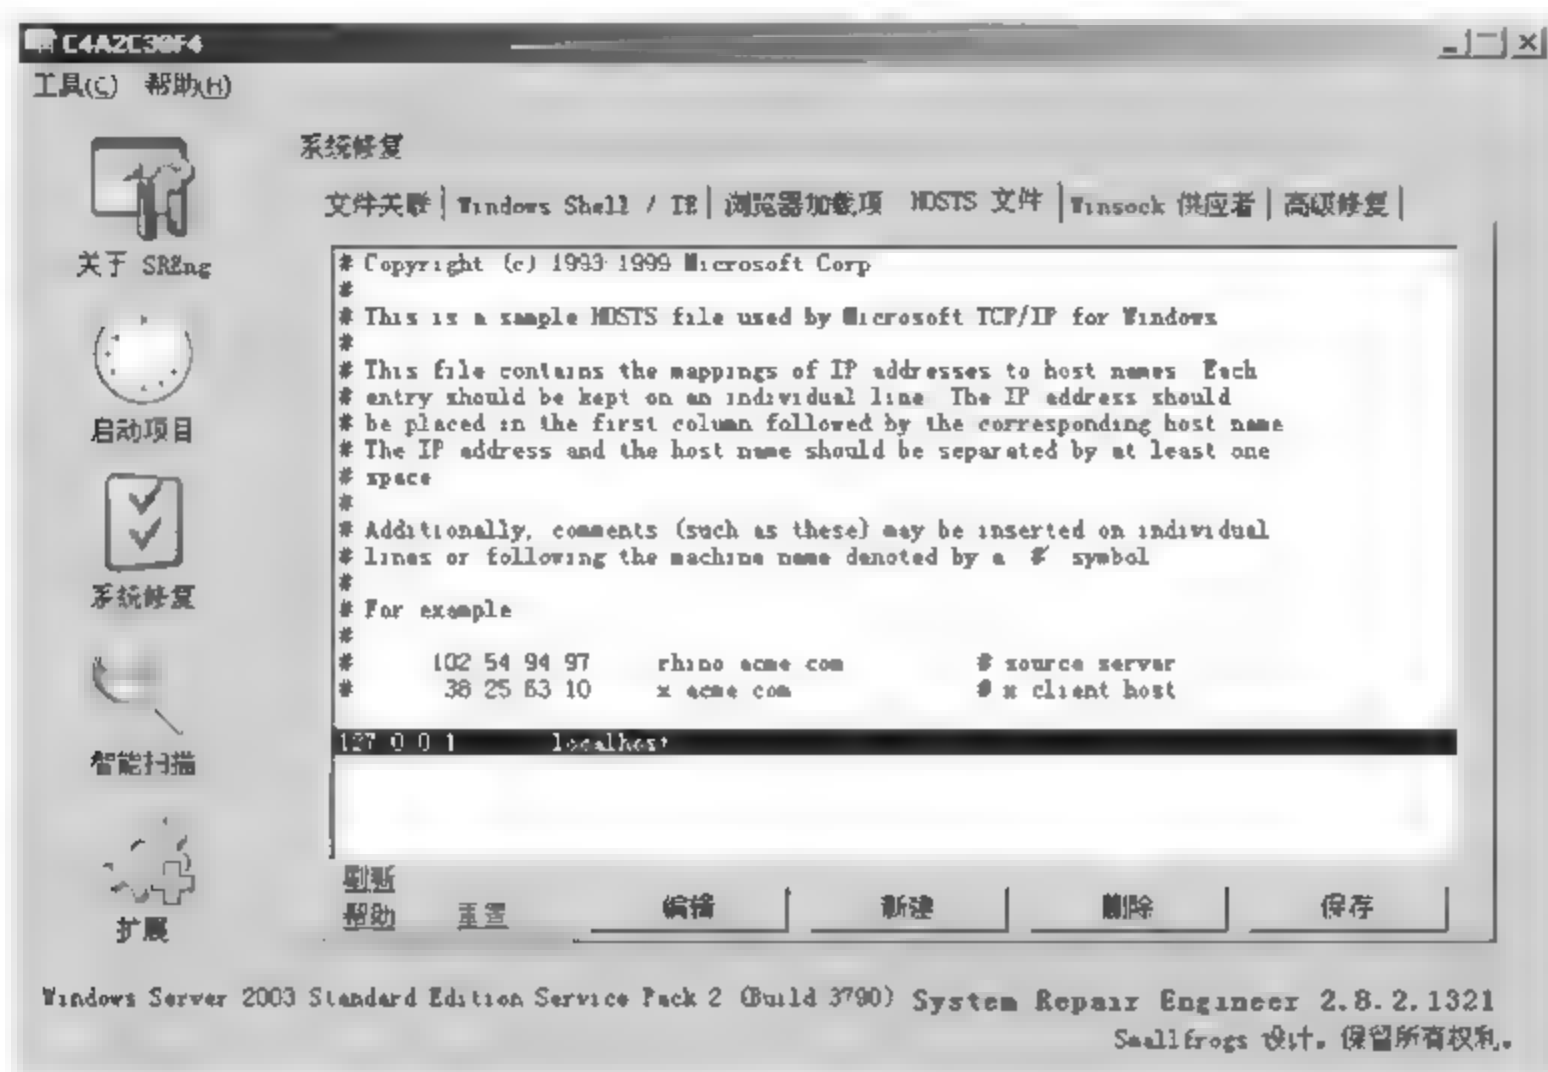 C4A2C39F4
工具(C) 帮助(H)
系统修复
文件关联 Windows Shell / IE 浏览器加载项 HOSTS 文件 Winsock 供应者 高级修复
关于 SREng
启动项目
系统修复
智能扫描
扩展
# Copyright (c) 1993-1999 Microsoft Corp
#
# This is a sample HOSTS file used by Microsoft TCP/IP for Windows
#
# This file contains the mappings of IP addresses to host names Each
# entry should be kept on an individual line The IP address should
# be placed in the first column followed by the corresponding host name
# The IP address and the host name should be separated by at least one
# space
#
# Additionally, comments (such as these) may be inserted on individual
# lines or following the machine name denoted by a #' symbol
#
# For example
#
# 102 54 94 97 rhino acme com # source server
# 38 25 63 10 x acme com # x client host
127 0 0 1 localhost
刷新
帮助 重置 编辑 新建 删除 保存
Windows Server 2003 Standard Edition Service Pack 2 (Build 3790) System Repair Engineer 2.8.2.1321
Smallfrogs 设计。保留所有权利。